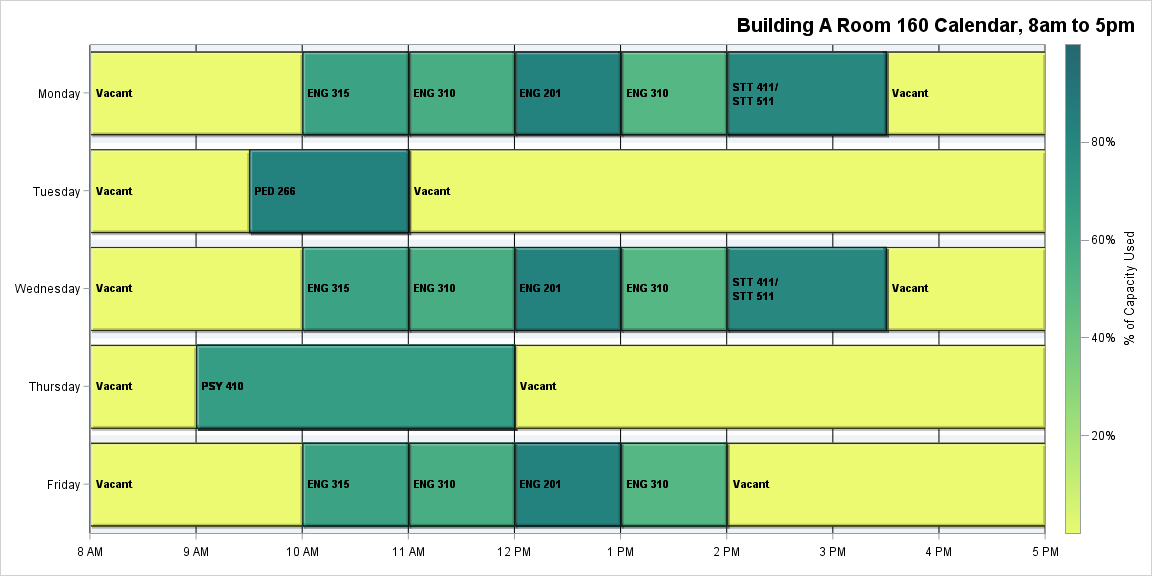 Building A Room 160 Calendar, 8am to 5pm
Monday
Vacant
ENG 315
ENG 310
ENG 201
ENG 310
STT 411/
STT 511
Vacant
Tuesday
Vacant
PED 266
Vacant
Wednesday
Vacant
ENG 315
ENG 310
ENG 201
ENG 310
STT 411/
STT 511
Vacant
Thursday
Vacant
PSY 410
Vacant
Friday
Vacant
ENG 315
ENG 310
ENG 201
ENG 310
Vacant
8 AM
9 AM
10 AM
11 AM
12 PM
1 PM
2 PM
3 PM
4 PM
5 PM
80%
60%
40%
20%
% of Capacity Used